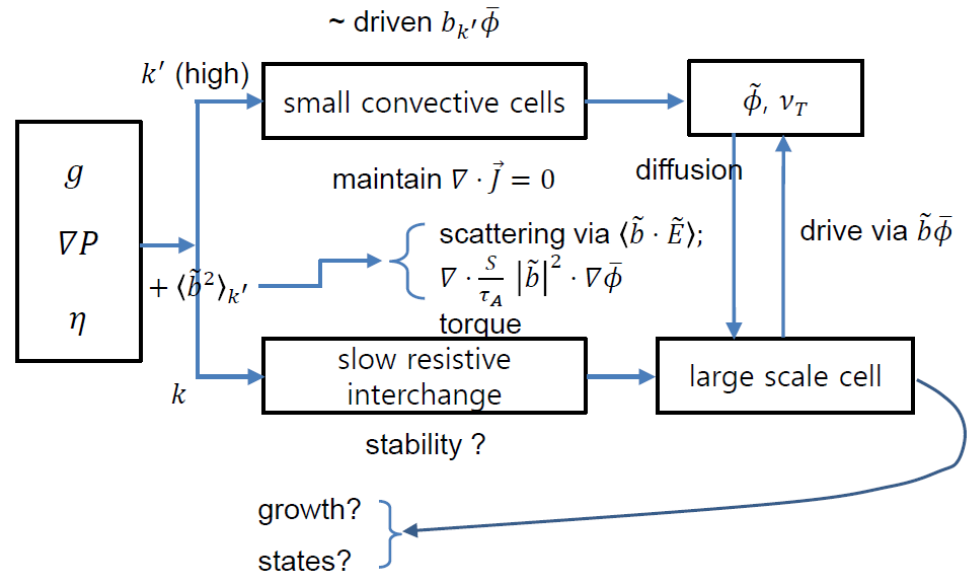 ~ driven b_{k′}ϕ̄
k′ (high)
small convective cells
ϕ̃, ν_T
g
∇P
η
maintain ∇ · J⃗ = 0
diffusion
drive via b̃ϕ̄
+ ⟨b̃²⟩_{k′}
scattering via ⟨b̃ · Ẽ⟩;
∇ · S/τ_A |b̃|² · ∇ϕ̄
torque
k
slow resistive
interchange
large scale cell
stability ?
growth?
states?